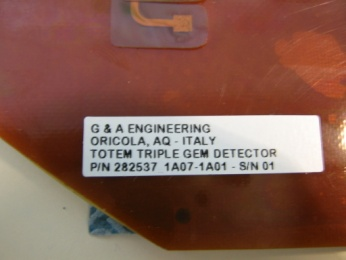 G & A ENGINEERING
ORICOLA, AQ - ITALY
TOTEM TRIPLE GEM DETECTOR
P/N 282537 1A07-1A01 - S/N 01